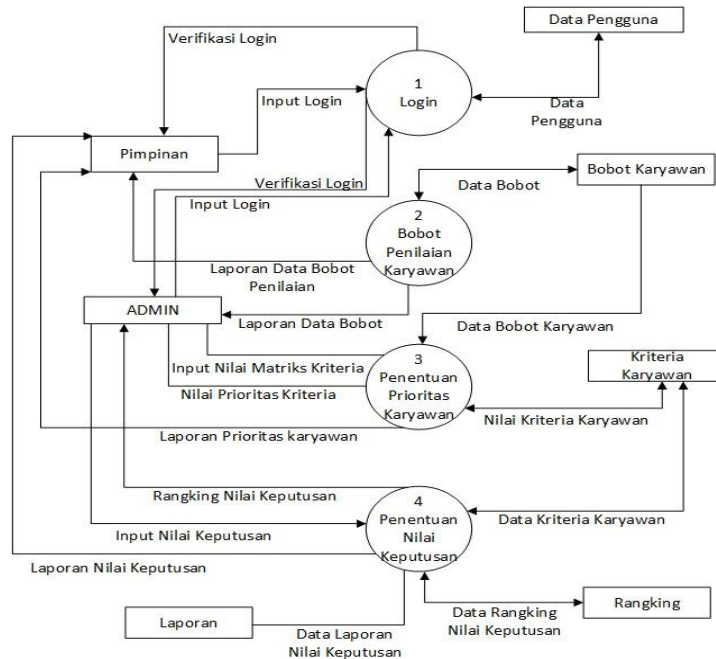 Data Pengguna
Verifikasi Login
1
Login
Input Login
Data
Pengguna
Pimpinan
Verifikasi Login
Input Login
Data Bobot
Bobot Karyawan
2
Bobot
Penilaian
Karyawan
Laporan Data Bobot
Penilaian
ADMIN
Laporan Data Bobot
Data Bobot Karyawan
3
Penentuan
Prioritas
Karyawan
Kriteria
Karyawan
Input Nilai Matriks Kriteria
Nilai Prioritas Kriteria
Nilai Kriteria Karyawan
Laporan Prioritas karyawan
Rangking Nilai Keputusan
4
Penentuan
Nilai
Keputusan
Data Kriteria Karyawan
Input Nilai Keputusan
Laporan Nilai Keputusan
Laporan
Data Laporan
Nilai Keputusan
Data Rangking
Nilai Keputusan
Rangking